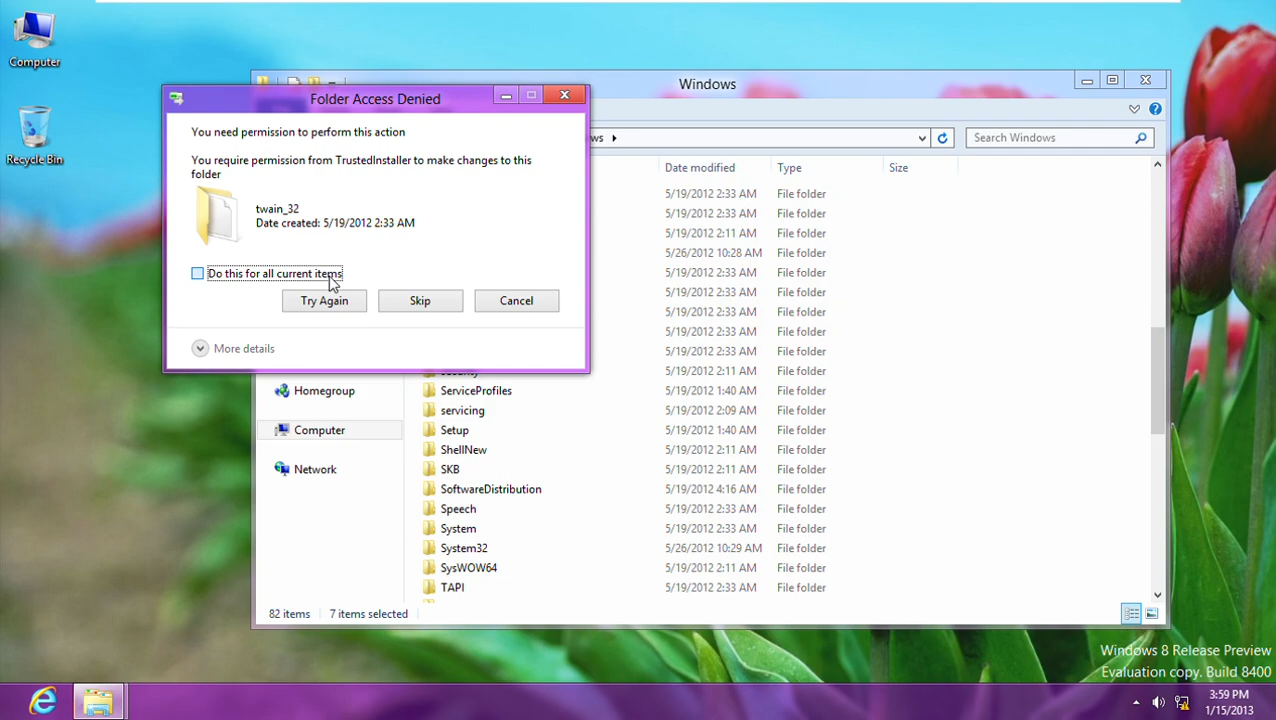 Computer
Recycle Bin
Windows
Folder Access Denied
You need permission to perform this action
You require permission from TrustedInstaller to make changes to this
folder
twain_32
Date created: 5/19/2012 2:33 AM
Do this for all current items
Try Again
Skip
Cancel
More details
ws
Search Windows
Date modified Type Size
5/19/2012 2:33 AM File folder
5/19/2012 2:33 AM File folder
5/19/2012 2:11 AM File folder
5/26/2012 10:28 AM File folder
5/19/2012 2:33 AM File folder
5/19/2012 2:33 AM File folder
5/19/2012 2:33 AM File folder
5/19/2012 2:33 AM File folder
5/19/2012 2:33 AM File folder
5/19/2012 2:11 AM File folder
ServiceProfiles 5/19/2012 1:40 AM File folder
servicing 5/19/2012 2:09 AM File folder
Setup 5/19/2012 1:40 AM File folder
ShellNew 5/19/2012 2:11 AM File folder
SKB 5/19/2012 2:11 AM File folder
SoftwareDistribution 5/19/2012 4:16 AM File folder
Speech 5/19/2012 2:33 AM File folder
System 5/19/2012 2:33 AM File folder
System32 5/26/2012 10:29 AM File folder
SysWOW64 5/19/2012 2:11 AM File folder
TAPI 5/19/2012 2:33 AM File folder
Homegroup
Computer
Network
82 items 7 items selected
Windows 8 Release Preview
Evaluation copy. Build 8400
3:59 PM
1/15/2013